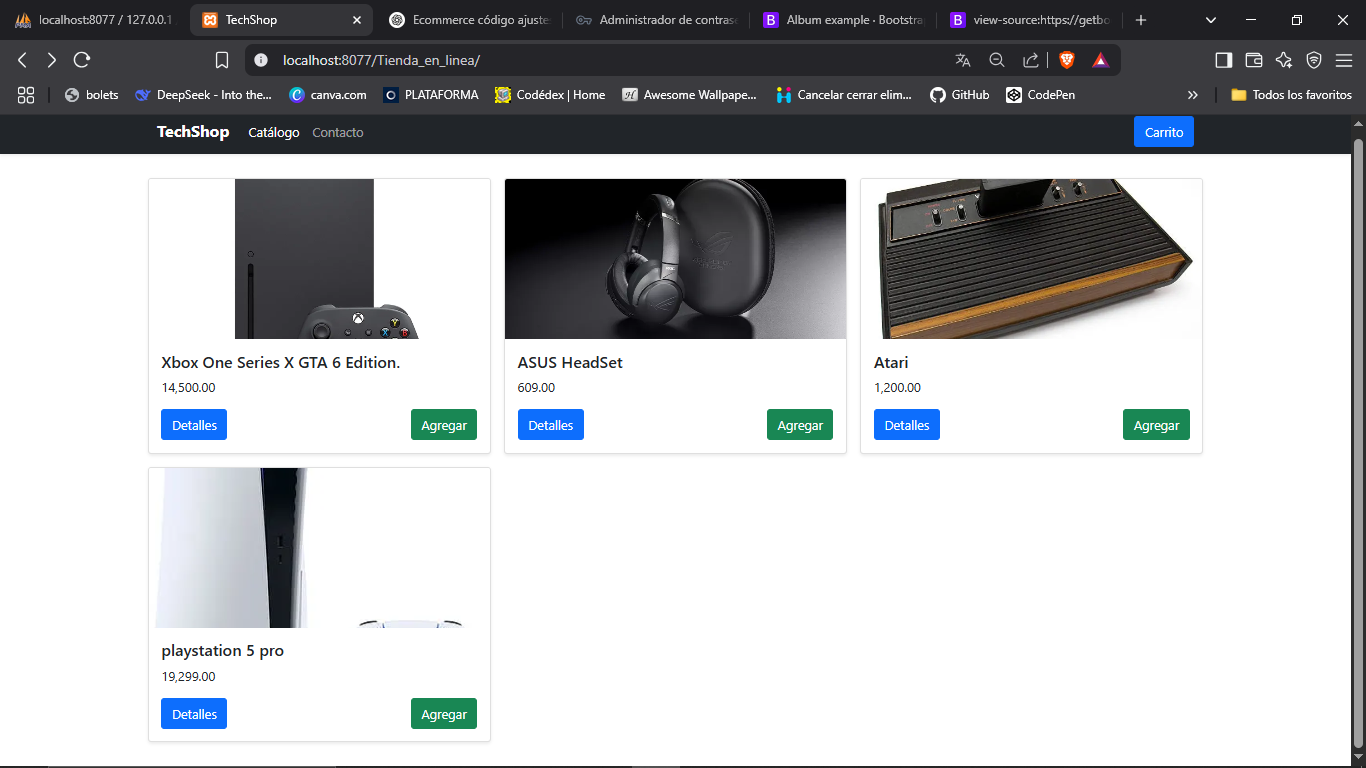 localhost:8077 / 127.0.0.1
TechShop
Ecommerce código ajuste
Administrador de contras
Album example · Bootstra
view-source:https://getbo
localhost:8077/Tienda_en_linea/
bolets
DeepSeek - Into the...
canva.com
PLATAFORMA
Codédex | Home
Awesome Wallpape...
Cancelar cerrar elim...
GitHub
CodePen
Todos los favoritos
TechShop
Catálogo
Contacto
Carrito
Xbox One Series X GTA 6 Edition.
14,500.00
Detalles
Agregar
ASUS HeadSet
609.00
Detalles
Agregar
Atari
1,200.00
Detalles
Agregar
playstation 5 pro
19,299.00
Detalles
Agregar